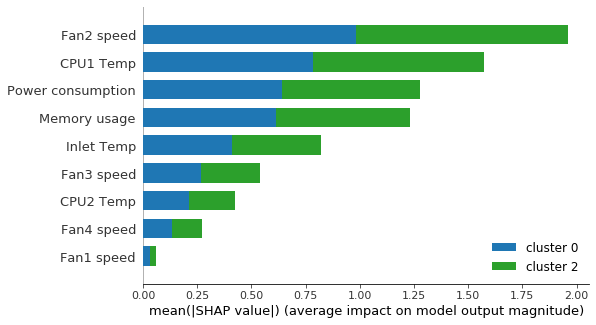 Fan2 speed
CPU1 Temp
Power consumption
Memory usage
Inlet Temp
Fan3 speed
CPU2 Temp
Fan4 speed
Fan1 speed
cluster 0
cluster 2
0.00 0.25 0.50 0.75 1.00 1.25 1.50 1.75 2.00
mean(|SHAP value|) (average impact on model output magnitude)